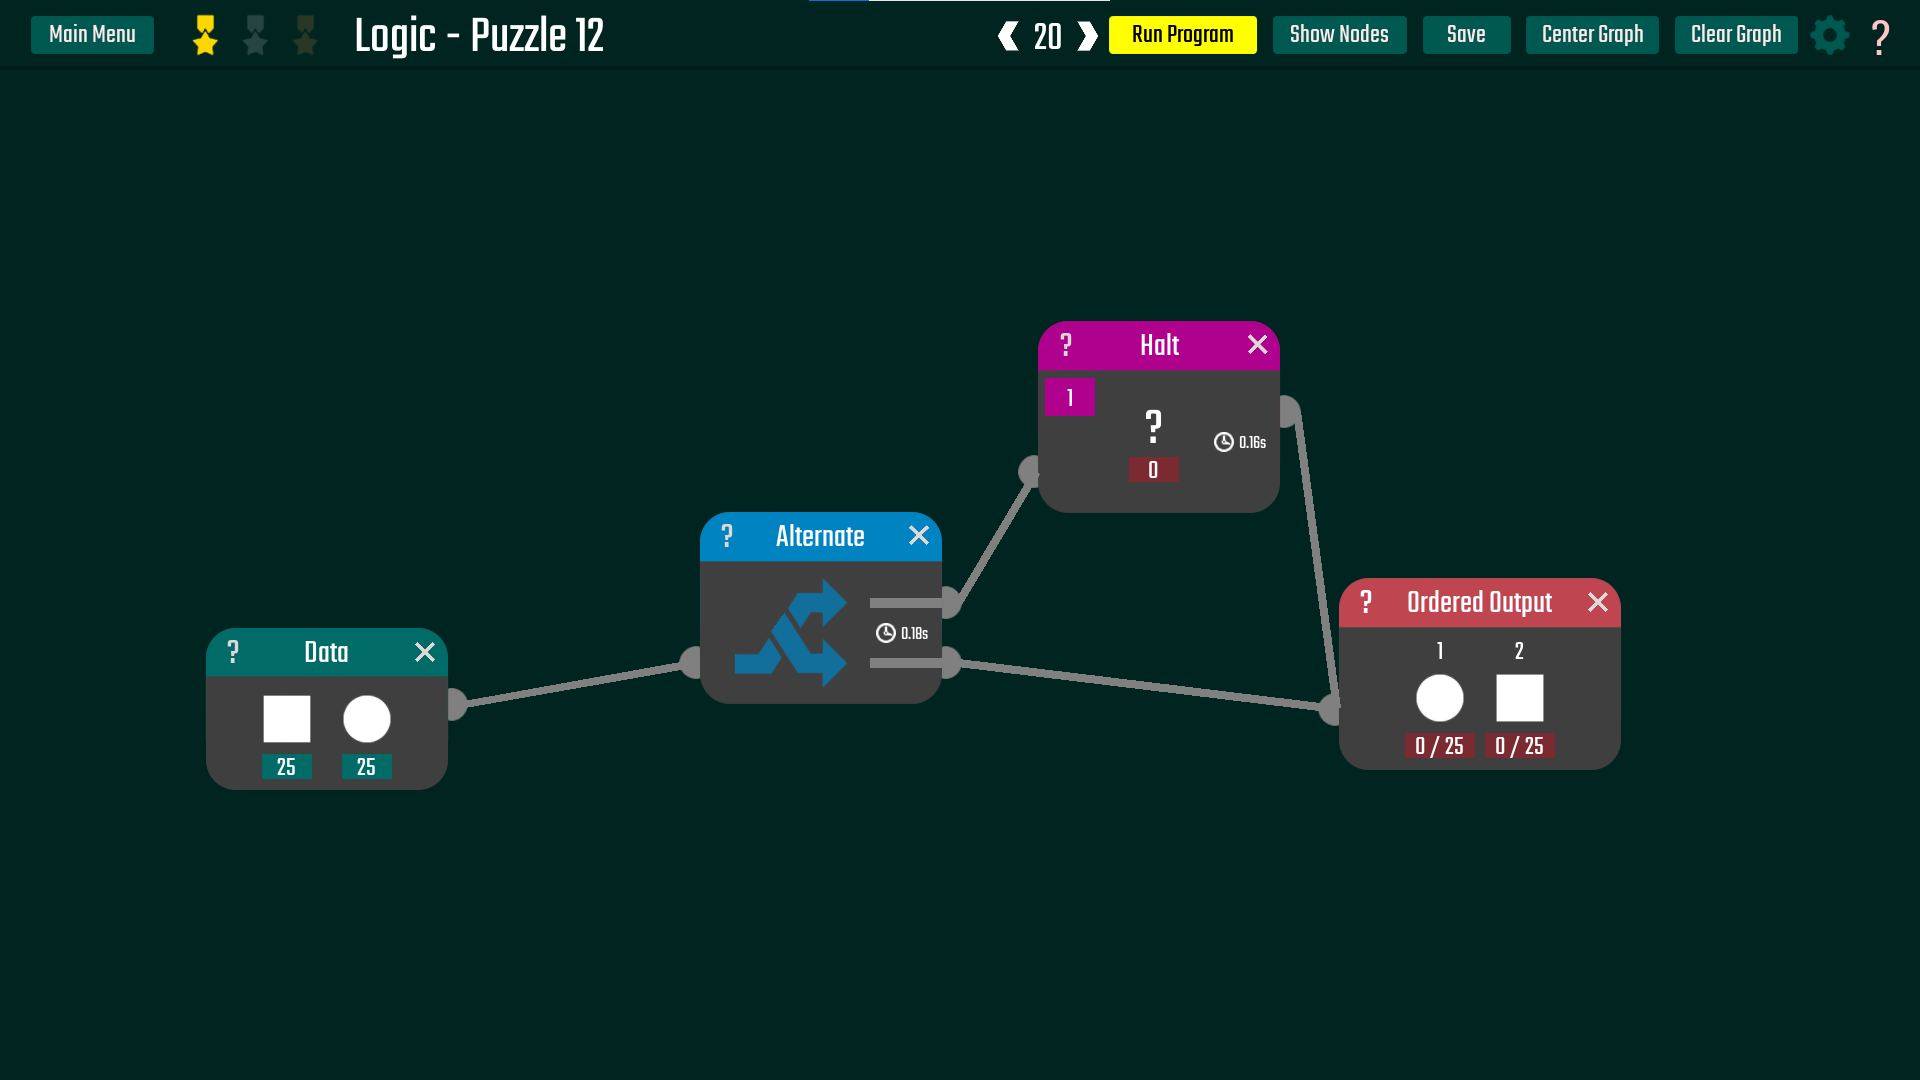 Main Menu
Logic - Puzzle 12
20
Run Program
Show Nodes
Save
Center Graph
Clear Graph
?
? Halt
1
?
0.16s
0
? Alternate
0.18s
? Data
25 25
? Ordered Output
1 2
0 / 25 0 / 25